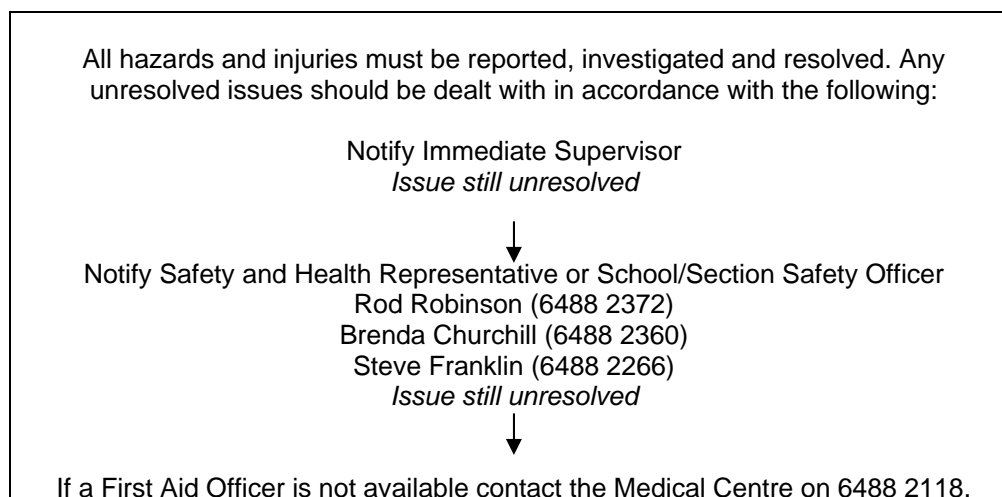 All hazards and injuries must be reported, investigated and resolved. Any
unresolved issues should be dealt with in accordance with the following:
Notify Immediate Supervisor
Issue still unresolved
Notify Safety and Health Representative or School/Section Safety Officer
Rod Robinson (6488 2372)
Brenda Churchill (6488 2360)
Steve Franklin (6488 2266)
Issue still unresolved
If a First Aid Officer is not available contact the Medical Centre on 6488 2118.